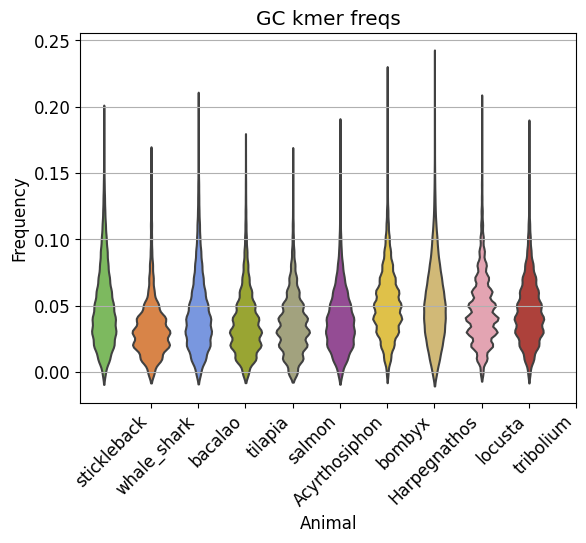 GC kmer freqs
0.25
0.20
0.15
0.10
0.05
0.00
Frequency
stickleback
whale_shark
bacalao
tilapia
salmon
Acyrthosiphon
bombyx
Harpegnathos
locusta
tribolium
Animal